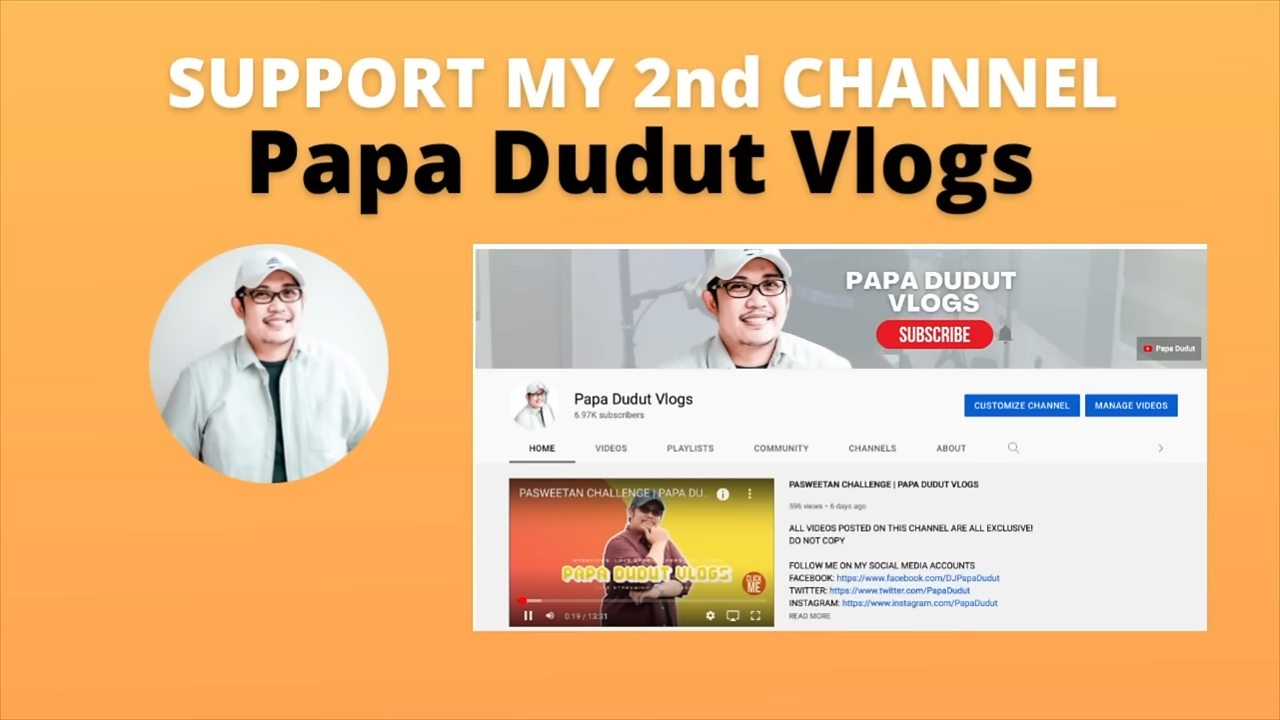 SUPPORT MY 2nd CHANNEL
Papa Dudut Vlogs
PAPA DUDUT
VLOGS
SUBSCRIBE
Papa Dudut
Papa Dudut Vlogs
6.97K subscribers
CUSTOMIZE CHANNEL
MANAGE VIDEOS
HOME VIDEOS PLAYLISTS COMMUNITY CHANNELS ABOUT
PASWEETAN CHALLENGE | PAPA DU...
PAPA DUDUT VLOGS
CLICK
ME
0:19 / 13:31
PASWEETAN CHALLENGE | PAPA DUDUT VLOGS
596 views • 6 days ago
ALL VIDEOS POSTED ON THIS CHANNEL ARE ALL EXCLUSIVE!
DO NOT COPY
FOLLOW ME ON MY SOCIAL MEDIA ACCOUNTS
FACEBOOK: https://www.facebook.com/DJPapaDudut
TWITTER: https://www.twitter.com/PapaDudut
INSTAGRAM: https://www.instagram.com/PapaDudut
READ MORE